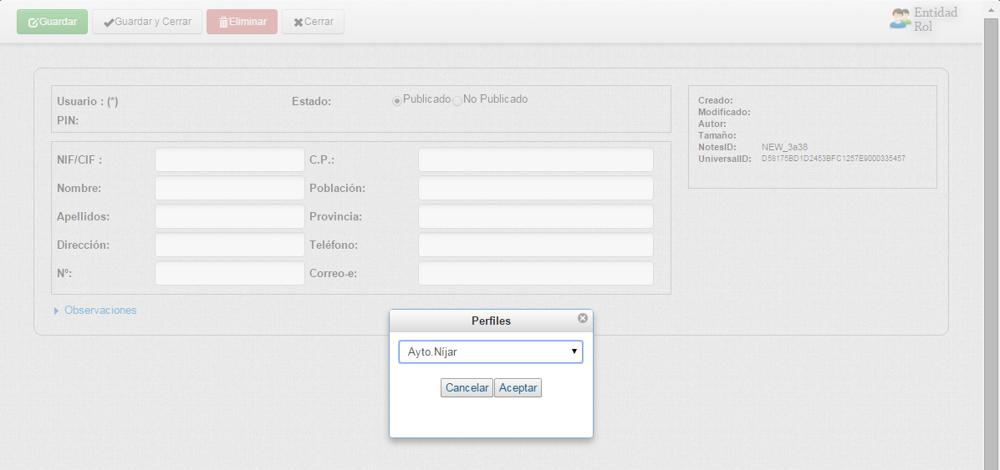 Guardar Guardar y Cerrar Eliminar Cerrar
Entidad
Rol
Usuario : (*) Estado: Publicado No Publicado
PIN:
NIF/CIF : C.P.:
Nombre: Población:
Apellidos: Provincia:
Dirección: Teléfono:
Nº: Correo-e:
Observaciones
Creado:
Modificado:
Autor:
Tamaño:
NotesID: NEW_3a38
UniversalID: D58175BD1D2453BFC1257E9000335457
Perfiles
Ayto.Níjar
Cancelar Aceptar